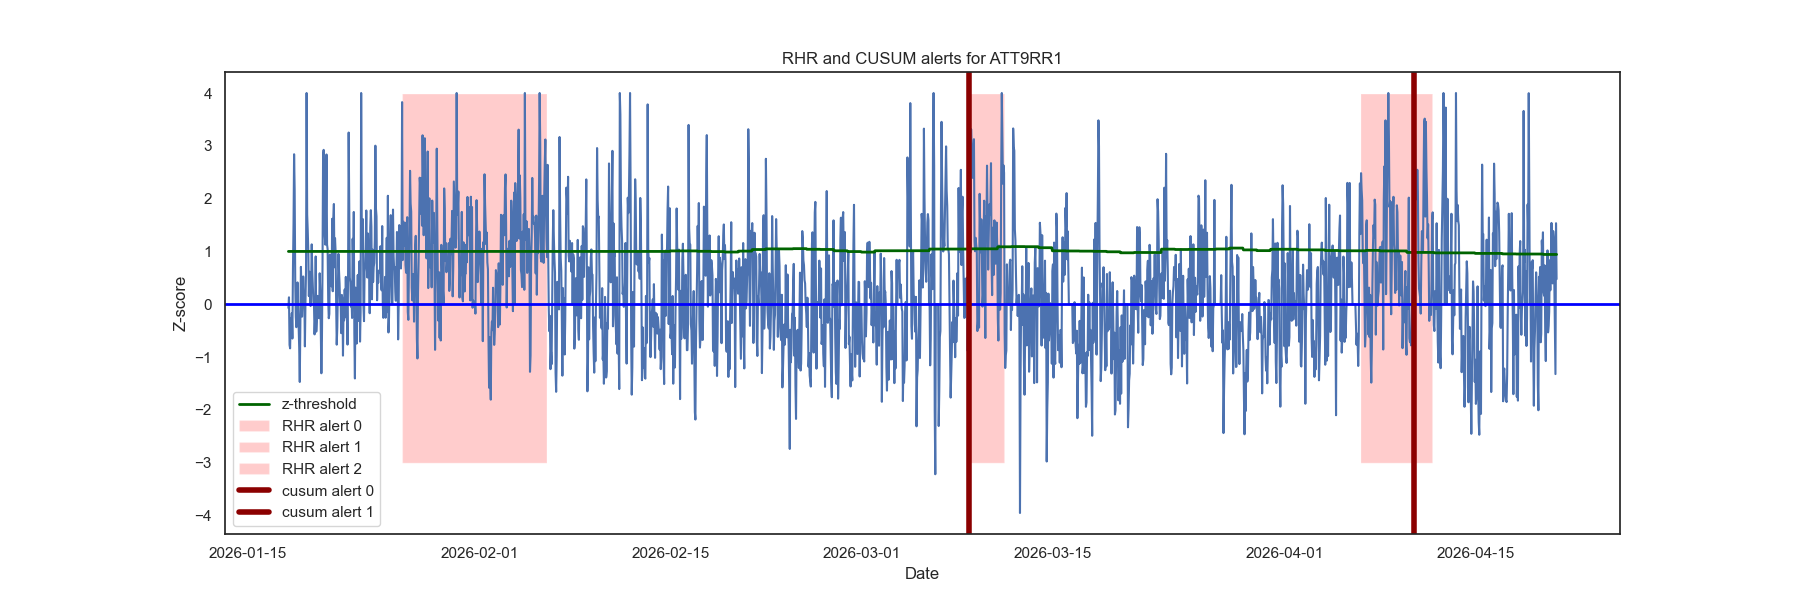 RHR and CUSUM alerts for ATT9RR1
Z-score
4
3
2
1
0
−1
−2
−3
−4
z-threshold
RHR alert 0
RHR alert 1
RHR alert 2
cusum alert 0
cusum alert 1
2026-01-15
2026-02-01
2026-02-15
2026-03-01
2026-03-15
2026-04-01
2026-04-15
Date